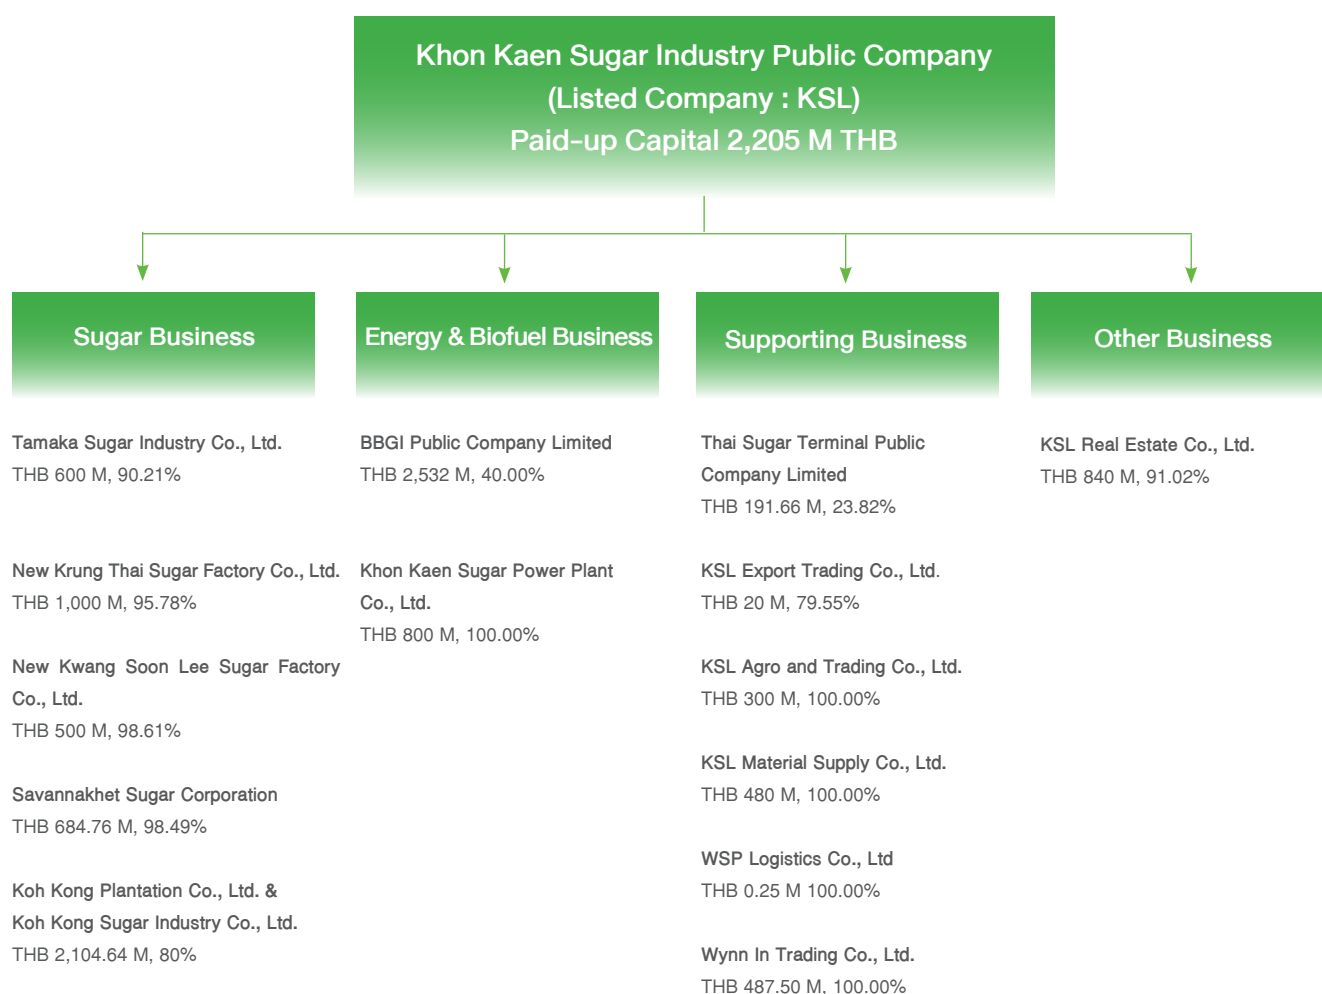 Khon Kaen Sugar Industry Public Company
(Listed Company : KSL)
Paid-up Capital 2,205 M THB
Sugar Business
Tamaka Sugar Industry Co., Ltd.
THB 600 M, 90.21%
New Krung Thai Sugar Factory Co., Ltd.
THB 1,000 M, 95.78%
New Kwang Soon Lee Sugar Factory
Co., Ltd.
THB 500 M, 98.61%
Savannakhet Sugar Corporation
THB 684.76 M, 98.49%
Koh Kong Plantation Co., Ltd. &
Koh Kong Sugar Industry Co., Ltd.
THB 2,104.64 M, 80%
Energy & Biofuel Business
BBGI Public Company Limited
THB 2,532 M, 40.00%
Khon Kaen Sugar Power Plant
Co., Ltd.
THB 800 M, 100.00%
Supporting Business
Thai Sugar Terminal Public
Company Limited
THB 191.66 M, 23.82%
KSL Export Trading Co., Ltd.
THB 20 M, 79.55%
KSL Agro and Trading Co., Ltd.
THB 300 M, 100.00%
KSL Material Supply Co., Ltd.
THB 480 M, 100.00%
WSP Logistics Co., Ltd
THB 0.25 M 100.00%
Wynn In Trading Co., Ltd.
THB 487.50 M, 100.00%
Other Business
KSL Real Estate Co., Ltd.
THB 840 M, 91.02%